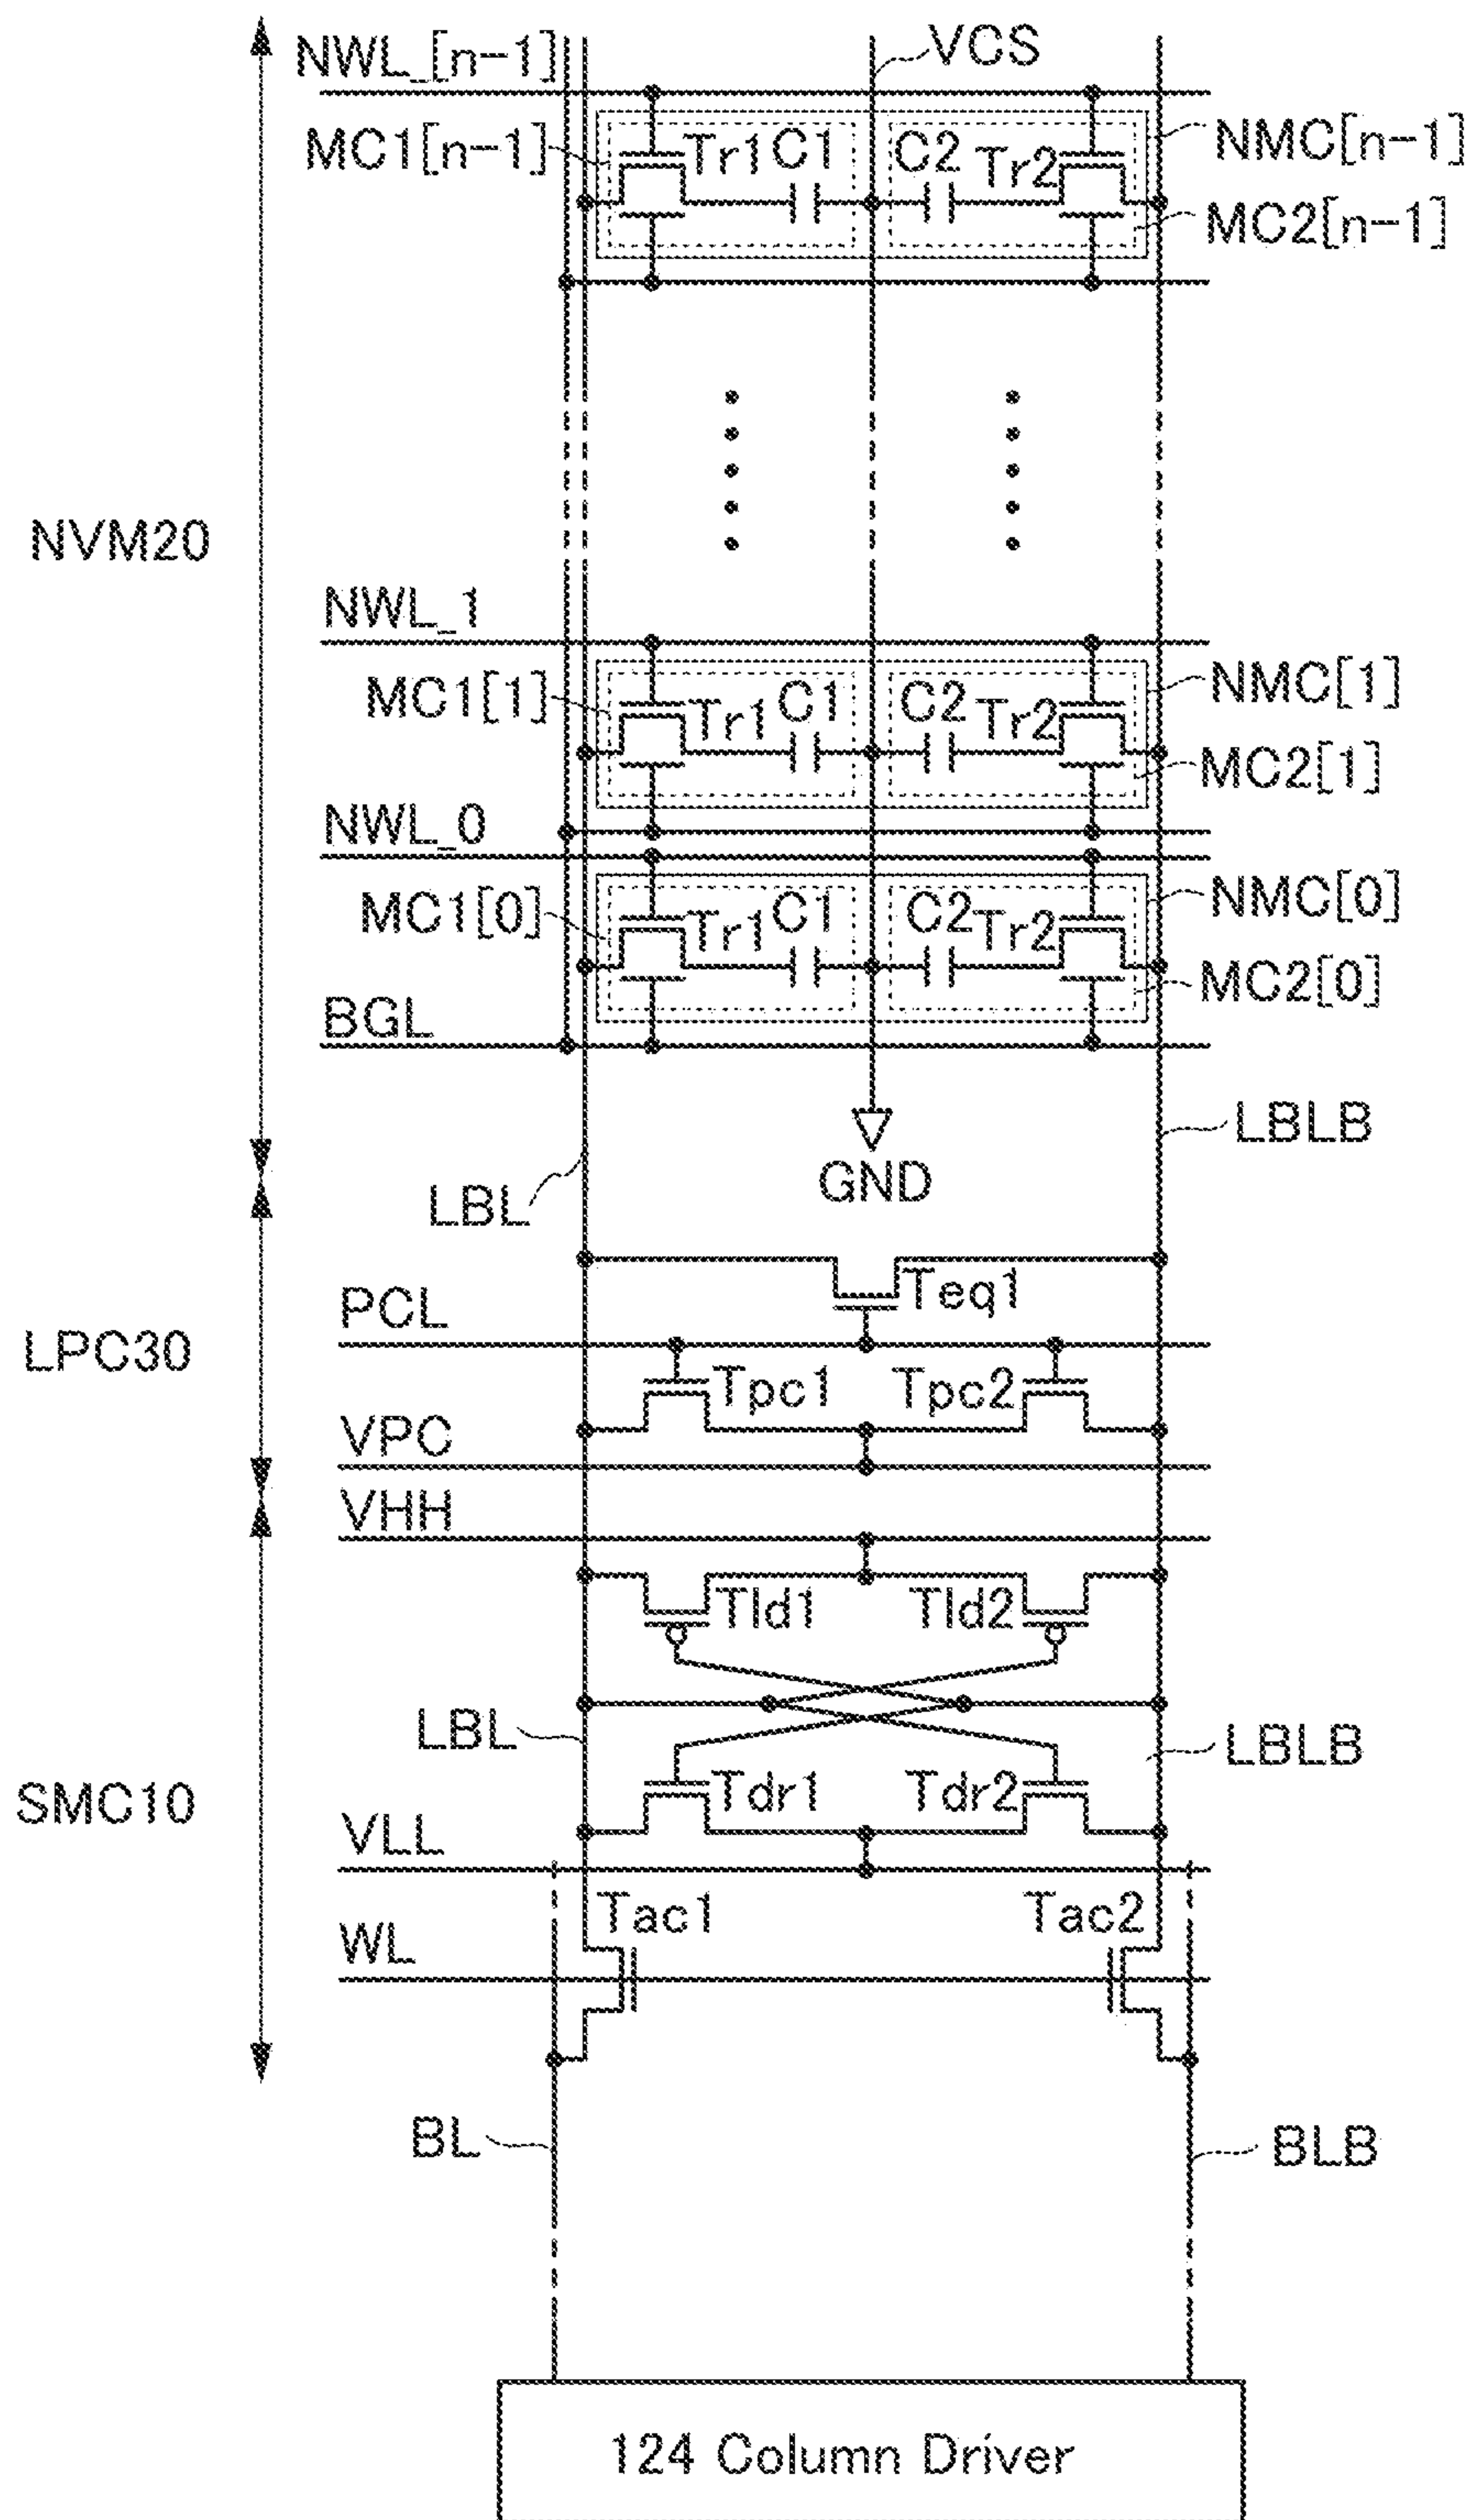 NWL_[n-1]
VCS
MC1[n-1]
Tr1
C1
C2
Tr2
NMC[n-1]
MC2[n-1]
NVM20
NWL_1
MC1[1]
Tr1
C1
C2
Tr2
NMC[1]
MC2[1]
NWL_0
MC1[0]
Tr1
C1
C2
Tr2
NMC[0]
MC2[0]
BGL
LBLB
GND
LBL
Teq1
PCL
LPC30
Tpc1
Tpc2
VPC
VHH
Tld1
Tld2
LBL
LBLB
SMC10
Tdr1
Tdr2
VLL
Tac1
Tac2
WL
BL
BLB
124 Column Driver